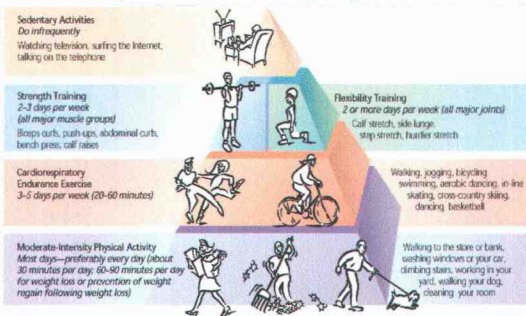 Sedentary Activities
Do infrequently
Watching television, surfing the Internet,
talking on the telephone
Strength Training
2–3 days per week
(all major muscle groups)
Biceps curls, push-ups, abdominal curls,
bench press, calf raises
Flexibility Training
2 or more days per week (all major joints)
Calf stretch, side lunge,
step stretch, hurdler stretch
Cardiorespiratory
Endurance Exercise
3–5 days per week (20–60 minutes)
Walking, jogging, bicycling
swimming, aerobic dancing, in-line
skating, cross-country skiing,
dancing, basketball
Moderate-Intensity Physical Activity
Most days—preferably every day (about
30 minutes per day; 60–90 minutes per day
for weight loss or prevention of weight
regain following weight loss)
Walking to the store or bank,
washing windows or your car,
climbing stairs, working in your
yard, walking your dog,
cleaning your room